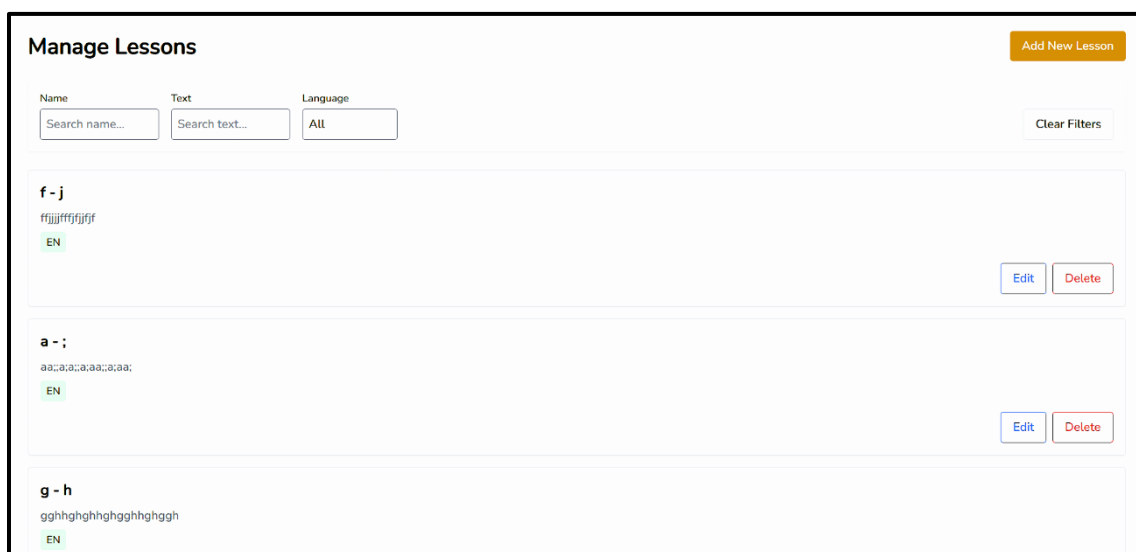 Manage Lessons
Add New Lesson
Name
Text
Language
Search name...
Search text...
All
Clear Filters
f - j
ffjjjjfffjfjjfjf
EN
Edit
Delete
a - ;
aa;;a;a;;a;aa;;a;aa;
EN
Edit
Delete
g - h
gghhghghhghgghhghggh
EN